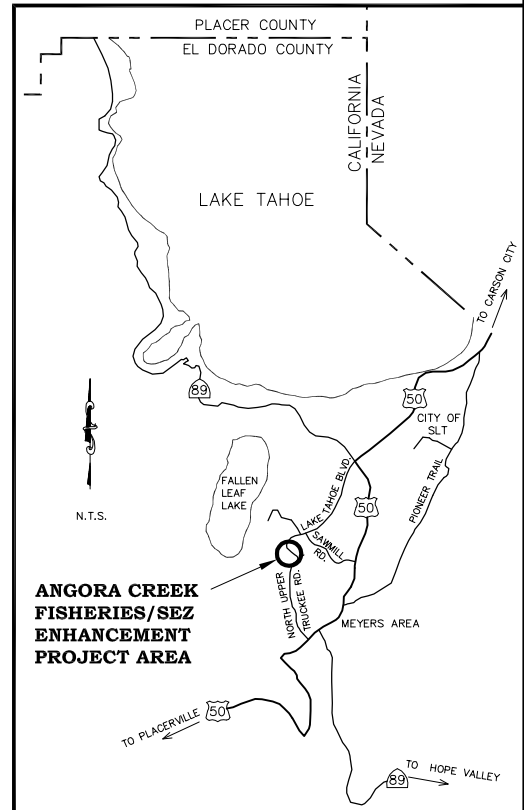 PLACER COUNTY
EL DORADO COUNTY
CALIFORNIA
NEVADA
LAKE TAHOE
TO CARSON CITY
89
50
CITY OF
SLT
FALLEN
LEAF
LAKE
LAKE TAHOE BLVD.
50
PIONEER TRAIL
N.T.S.
SAWMILL
RD.
ANGORA CREEK
FISHERIES/SEZ
ENHANCEMENT
PROJECT AREA
NORTH UPPER
TRUCKEE RD.
MEYERS AREA
TO PLACERVILLE
50
TO HOPE VALLEY
89